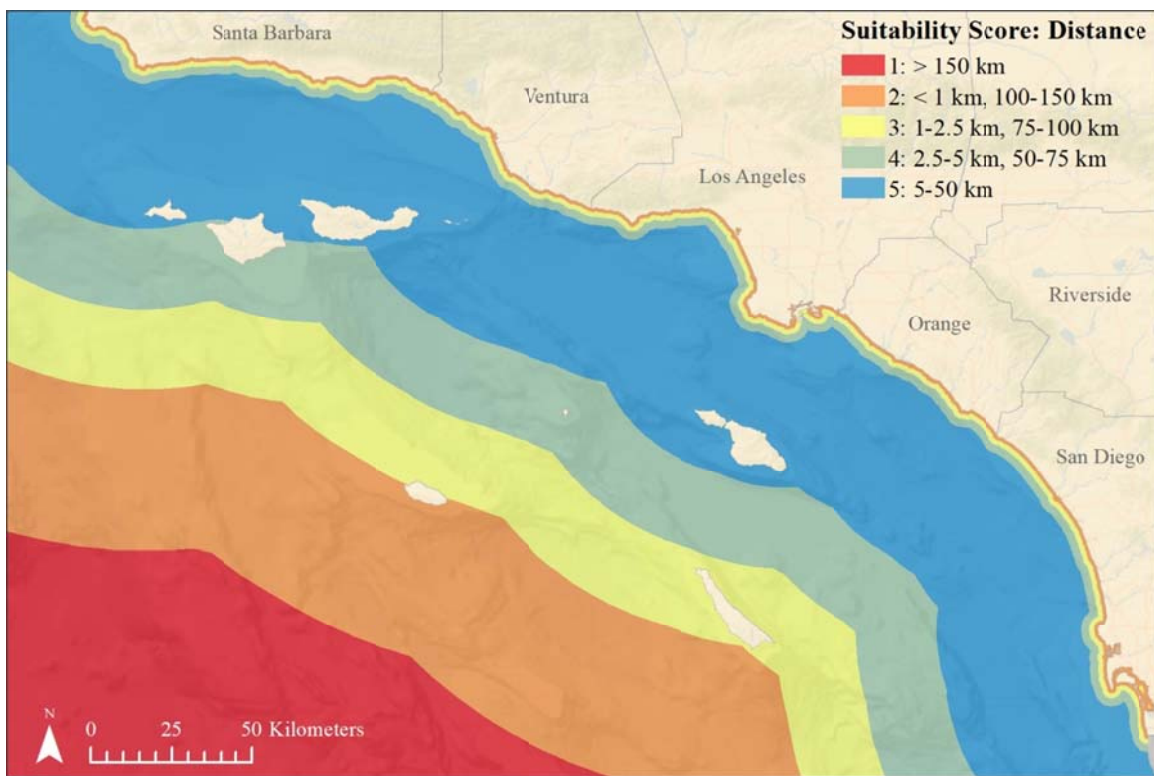 Suitability Score: Distance
1: > 150 km
2: < 1 km, 100-150 km
3: 1-2.5 km, 75-100 km
4: 2.5-5 km, 50-75 km
5: 5-50 km
Santa Barbara
Ventura
Los Angeles
Riverside
Orange
San Diego
N
0 25 50 Kilometers